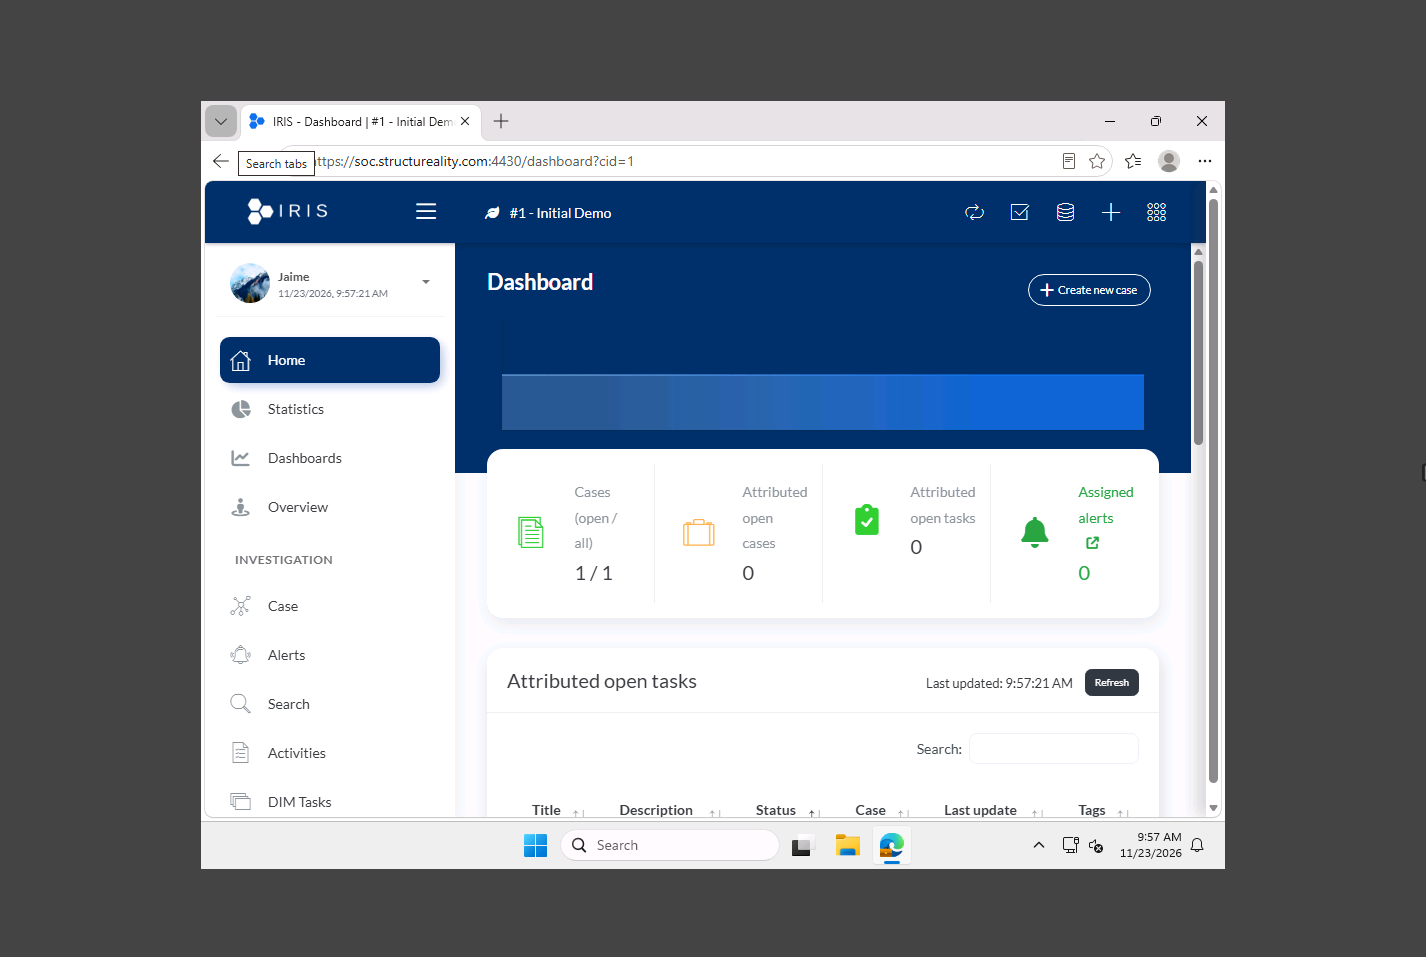 IRIS - Dashboard | #1 - Initial Dem
Search tabs
ttps://soc.structureality.com:4430/dashboard?cid=1
IRIS
#1 - Initial Demo
Jaime
11/23/2026, 9:57:21 AM
Home
Statistics
Dashboards
Overview
INVESTIGATION
Case
Alerts
Search
Activities
DIM Tasks
Dashboard
Create new case
Cases
(open /
all)
1 / 1
Attributed
open
cases
0
Attributed
open tasks
0
Assigned
alerts
0
Attributed open tasks
Last updated: 9:57:21 AM
Refresh
Search:
Title Description Status Case Last update Tags
Search
9:57 AM
11/23/2026